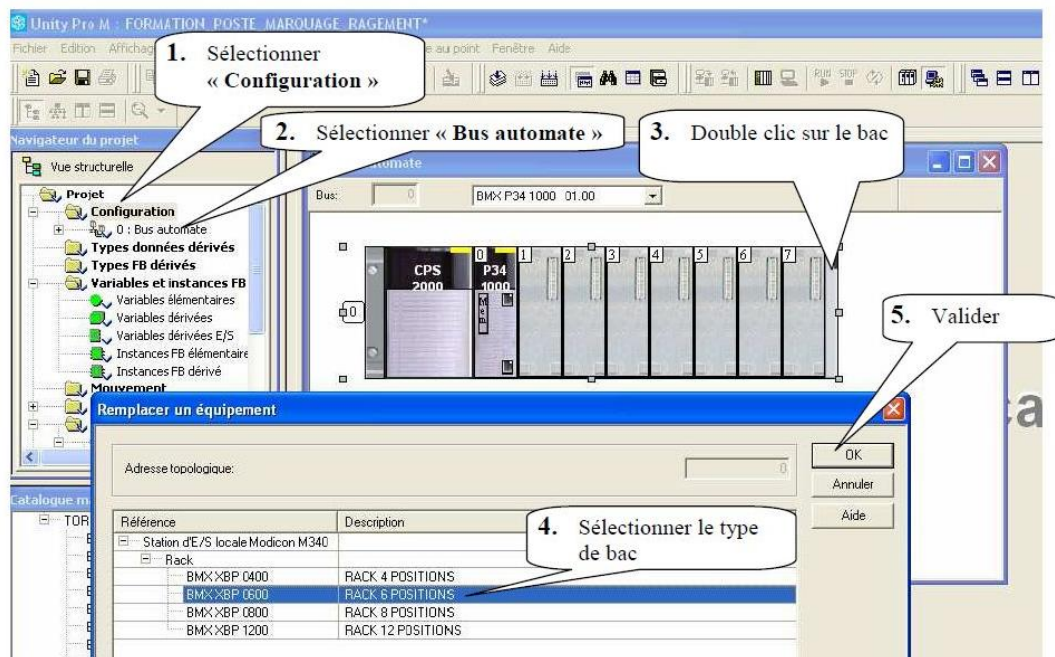 Unity Pro M : FORMATION_POSTE_MARQUAGE_RAGEMENT*
Fichier Edition Affichag
au point Fenêtre Aide
1. Sélectionner
« Configuration »
2. Sélectionner « Bus automate »
3. Double clic sur le bac
Navigateur du projet
Vue structurelle
Projet
Configuration
0 : Bus automate
Types données dérivés
Types FB dérivés
Variables et instances FB
Variables élémentaires
Variables dérivées
Variables dérivées E/S
Instances FB élémentaire
Instances FB dérivé
Mouvement
Bus:
0
BMX P34 1000 01.00
CPS
2000
0
P34
1000
1
2
3
4
5
6
7
0
RUN
STOP
5. Valider
Remplacer un équipement
Adresse topologique:
0
OK
Annuler
Aide
Référence
Description
Station d'E/S locale Modicon M340
Rack
BMX XBP 0400 RACK 4 POSITIONS
BMX XBP 0600 RACK 6 POSITIONS
BMX XBP 0800 RACK 8 POSITIONS
BMX XBP 1200 RACK 12 POSITIONS
4. Sélectionner le type
de bac
Catalogue m
TOR